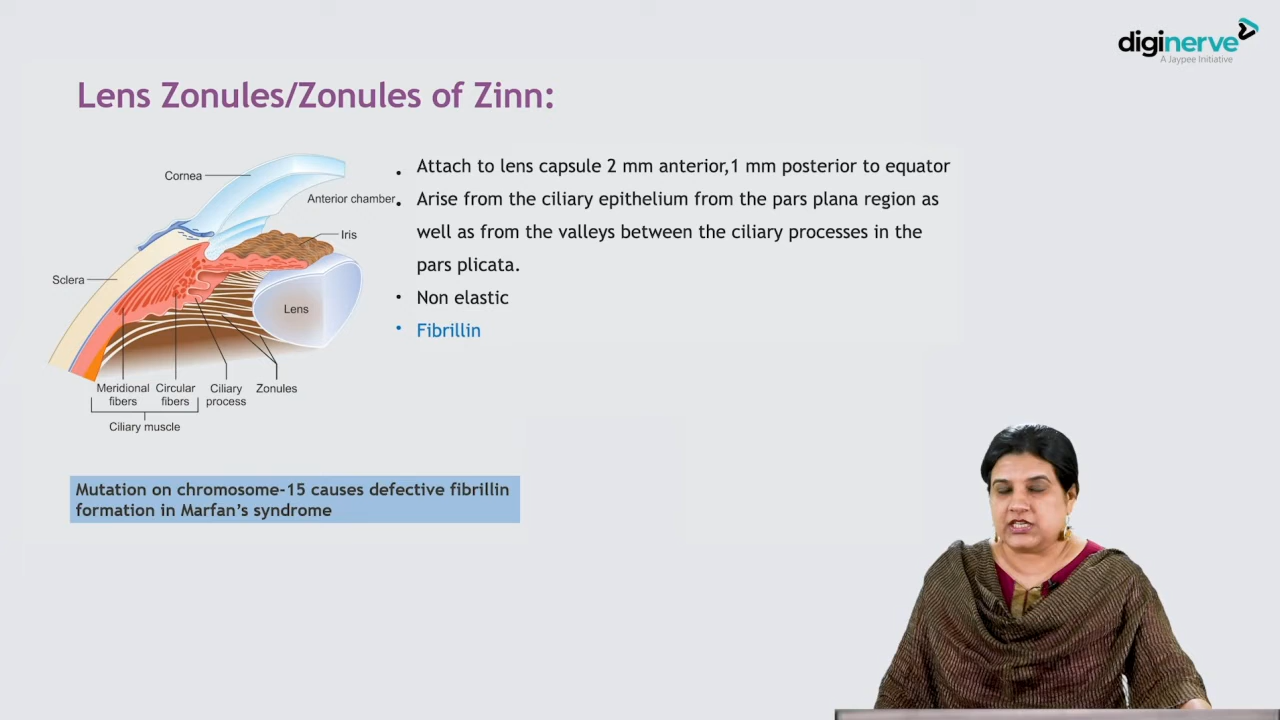 diginerve
A Jaypee Initiative
Lens Zonules/Zonules of Zinn:
Cornea
Anterior chamber
Iris
Sclera
Lens
Meridional fibers
Circular fibers
Ciliary process
Zonules
Ciliary muscle
• Attach to lens capsule 2 mm anterior,1 mm posterior to equator
• Arise from the ciliary epithelium from the pars plana region as
well as from the valleys between the ciliary processes in the
pars plicata.
• Non elastic
• Fibrillin
Mutation on chromosome-15 causes defective fibrillin
formation in Marfan’s syndrome